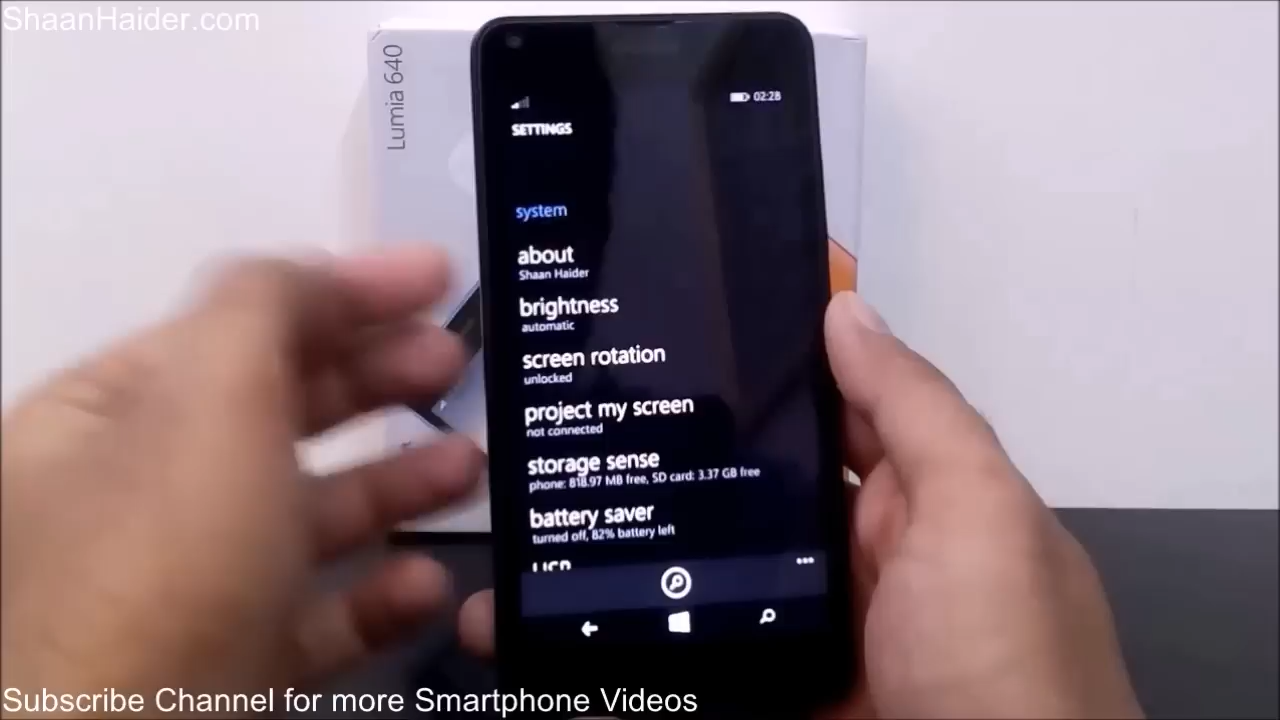 ShaanHaider.com
Lumia 640
02:28
SETTINGS
system
about
Shaan Haider
brightness
automatic
screen rotation
unlocked
project my screen
not connected
storage sense
phone: 818.97 MB free, SD card: 3.37 GB free
battery saver
turned off, 82% battery left
Subscribe Channel for more Smartphone Videos